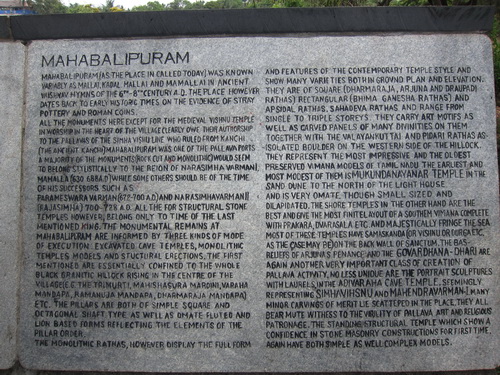 MAHABALIPURAM
MAHABALIPURAM (AS THE PLACE IN CALLED TODAY) WAS KNOWN
VARIABLY AS MALLAI, KADAL MALLAI AND MAMALLAI IN ANCIENT
VAISHNAV HYMNS OF THE 6TH-8TH CENTURY A.D. THE PLACE HOWEVER
DATES BACK TO EARLY HISTORIC TIMES ON THE EVIDENCE OF STRAY
POTTERY AND ROMAN COINS.
ALL THE MONUMENTS HERE EXCEPT FOR THE MEDIEVAL VISHNU TEMPLE
IN WORSHIP IN THE HEART OF THE VILLAGE CLEARLY OWE THEIR AUTHORSHIP
TO THE PALLAVAS OF THE SIMHA VISHNU LINE WHO RULED FROM KANCHI
(THE ANCIENT KANCHI) MAHABALIPURAM WAS ONE OF THE PALLAVA PORTS
A MAJORITY OF THE MONUMENTS (ROCK CUT AND MONOLITHIC) WOULD SEEM
TO BELONG STYLISTICALLY TO THE REIGN OF NARASIMHA VARMAN I
MAMALLA (630 688AD) WHILE SOME OTHERS SHOULD BE OF THE TIME
OF HIS SUCCESSORS SUCH AS
PARAMESWARA VARMAN (672-700 A.D) AND NARASIMHAVARMAN II
(RAJASIMHA) 700-728 A.D. ALL THE FOR STRUCTURAL STONE
TEMPLES HOWEVER, BELONG ONLY TO TIME OF THE LAST
MENTIONED KING. THE MONUMENTAL REMAINS AT
MAHABALIPURAM ARE INFORMED BY THREE KINDS OF MODE
OF EXECUTION. EXCAVATED CAVE TEMPLES, MONOLITHIC
TEMPLES MODELS AND STUCTURAL ERECTIONS, THE FIRST
MENTIONED ARE ESSENTIALLY CONFINED TO THE WHOLE
BLACK GRANITIC HILLOCK RISING IN THE CENTRE OF THE
VILLAGE (E.G THE TRIMURTI, MAHISHASURA MARDINI, VARAHA
MANDAPA, RAMANUJA MANDAPA, DHARMARAJA MANDAPA)
ETC. THE PILLARS ARE BOTH OF SIMPLE SQUARE AND
OCTAGONAL SHAFT TYPE AS WELL AS ORNATE FLUTED AND
LION BASED FORMS REFLECTING THE ELEMENTS OF THE
PILLAR ORDER.
THE MONOLITHIC RATHAS, HOWEVER DISPLAY THE FULL FORM
AND FEATURES OF THE CONTEMPORARY TEMPLE STYLE AND
SHOW MANY VARIETIES BOTH IN GROUND PLAN AND ELEVATION.
THEY ARE OF SQUARE (DHARMARAJA, ARJUNA AND DRAUPADI
RATHAS) RECTANGULAR (BHIMA GANESHA RATHAS) AND
APSIDAL RATHAS, SAHADEVA RATHAS AND RANGE FROM
SINGLE TO TRIPLE STOREYS. THEY CARRY ART MOTIFS AS
WELL AS CARVED PANELS OF MANY DIVINITIES ON THEM.
TOGETHER WITH THE VALAYANKUTTAI AND PIDARI RATHAS AS-
ISOLATED BOULDER ON THE WESTERN SIDE OF THE HILLOCK.
THEY REPRESENT THE MOST IMPRESSIVE AND THE OLDEST
PRESERVED VIMANA MODELS OF TAMIL NADU THE EARLIEST AND
MOST MODEST OF THEM IS MUKUNDANAYANAR TEMPLE IN THE
SAND DUNE TO THE NORTH OF THE LIGHT HOUSE
AND IS VERY ORNATE THOUGH SMALL SIZED AND
DILAPIDATED. THE SHORE TEMPLES IN THE OTHER HAND ARE THE
BEST AND GIVE THE MOST FINITE LAYOUT OF A SOUTHERN VIMANA COMPLETE
WITH PRAKARA, DWARSHALA ETC. AND MAJESTICALLY FRINGE THE SEA.
MOST OF THESE TEMPLES HAVE SAMSKANDA (OR VISHNU OR DURGA ETC
AS THE CASE MAY BE) ON THE BACK WALL OF SANCTUM. THE BAS-
RELIEFS OF ARJUNA'S PENANCE AND THE GOVARDHANA-DHARI ARE
AGAIN ANOTHER VERY IMPORTANT CLASS OF CREATION OF
PALLAVA ACTIVITY, NO LESS UNIQUE ARE THE PORTRAIT SCULPTURES
WITH LAURELS IN THE ADIVARAHA CAVE TEMPLE, SEEMINGLY
REPRESENTING SIMHAVIHSNU AND MAHENDRAVARMAN-I MANY
MINOR CARVINGS OF MERIT LIE SCATTERED IN THE PLACE. THEY ALL
BEAR MUTE WITNESS TO THE VIRILITY OF PALLAVA ART AND RELIGIOUS
PATRONAGE. THE STANDING STRUCTURAL TEMPLE WHICH SHOW A
CONFIDENCE IN STONE MASONRY CONSTRUCTIONS FOR FIRST TIME.
AGAIN HAVE BOTH SIMPLE AS WELL COMPLEX MODELS.